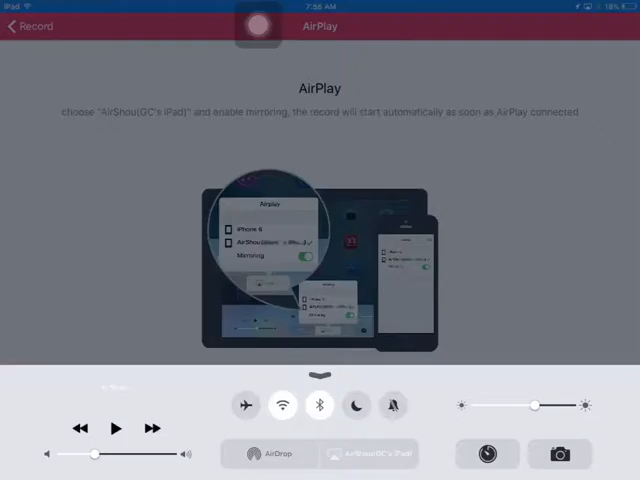 iPad
7:56 AM
18%
Record
AirPlay
AirPlay
choose "AirShou(GC's iPad)" and enable mirroring, the record will start automatically as soon as AirPlay connected
Airplay
iPhone 6
Mirroring
AirDrop
AirShou(GC's iPad)